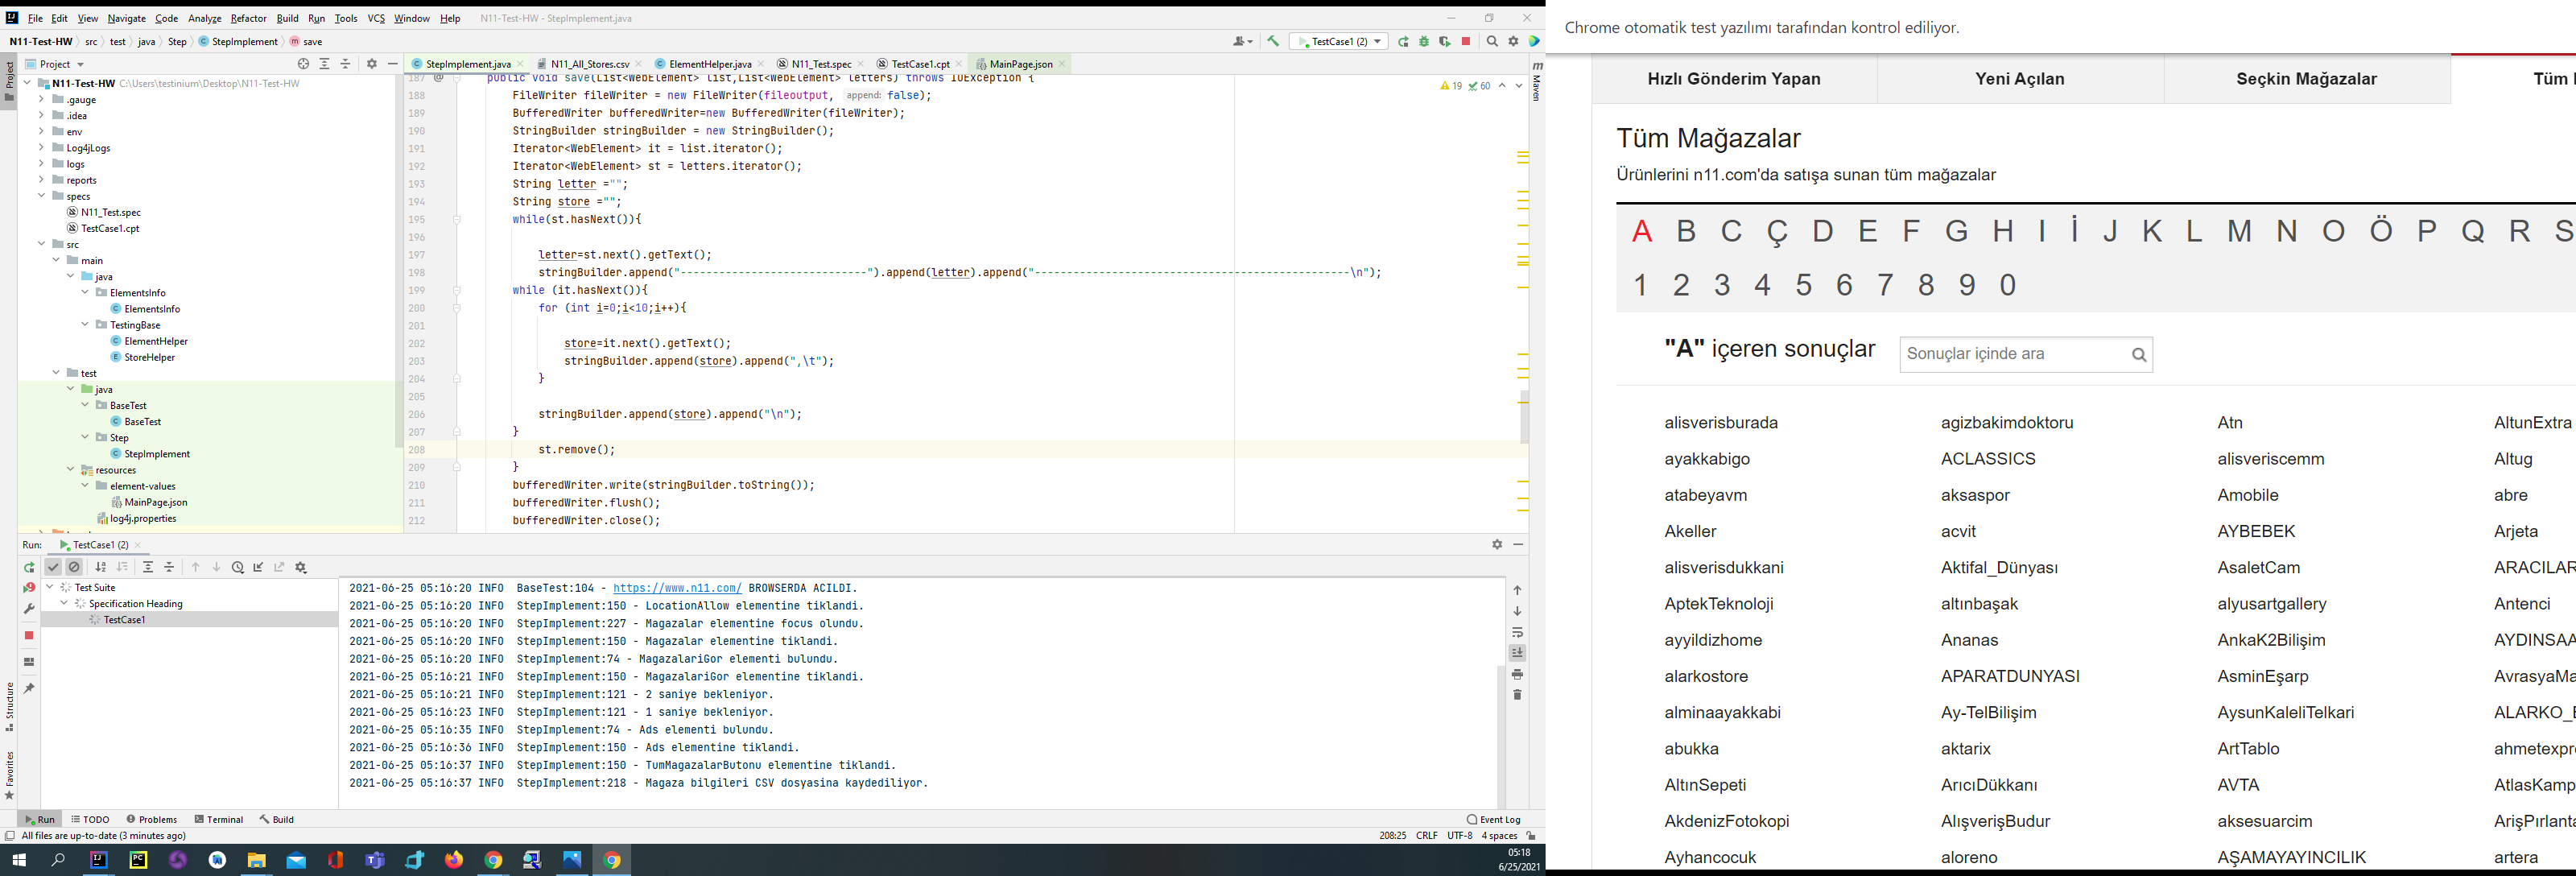 File Edit View Navigate Code Analyze Refactor Build Run Tools VCS Window Help N11-Test-HW - StepImplement.java
N11-Test-HW src test java Step StepImplement save
TestCase1 (2)
Project
StepImplement.java N11_All_Stores.csv ElementHelper.java N11_Test.spec TestCase1.cpt MainPage.json
Project
Maven
N11-Test-HW C:\Users\testinium\Desktop\N11-Test-HW
.gauge
.idea
env
Log4jLogs
logs
reports
specs
N11_Test.spec
TestCase1.cpt
src
main
java
ElementsInfo
ElementsInfo
TestingBase
ElementHelper
StoreHelper
test
java
BaseTest
BaseTest
Step
StepImplement
resources
element-values
MainPage.json
log4j.properties
19 60
187 @ public void save(List<WebElement> list,List<WebElement> letters) throws IOException {
188 FileWriter fileWriter = new FileWriter(fileoutput, append: false);
189 BufferedWriter bufferedWriter=new BufferedWriter(fileWriter);
190 StringBuilder stringBuilder = new StringBuilder();
191 Iterator<WebElement> it = list.iterator();
192 Iterator<WebElement> st = letters.iterator();
193 String letter ="";
194 String store ="";
195 while(st.hasNext()){
196
197 letter=st.next().getText();
198 stringBuilder.append("----------------------------").append(letter).append("------------------------------------------------\n");
199 while (it.hasNext()){
200 for (int i=0;i<10;i++){
201
202 store=it.next().getText();
203 stringBuilder.append(store).append(",\t");
204 }
205
206 stringBuilder.append(store).append("\n");
207 }
208 st.remove();
209 }
210 bufferedWriter.write(stringBuilder.toString());
211 bufferedWriter.flush();
212 bufferedWriter.close();
Run: TestCase1 (2)
Test Suite
Specification Heading
TestCase1
2021-06-25 05:16:20 INFO BaseTest:104 - https://www.n11.com/ BROWSERDA ACILDI.
2021-06-25 05:16:20 INFO StepImplement:150 - LocationAllow elementine tiklandi.
2021-06-25 05:16:20 INFO StepImplement:227 - Magazalar elementine focus olundu.
2021-06-25 05:16:20 INFO StepImplement:150 - Magazalar elementine tiklandi.
2021-06-25 05:16:20 INFO StepImplement:74 - MagazalariGor elementi bulundu.
2021-06-25 05:16:21 INFO StepImplement:150 - MagazalariGor elementine tiklandi.
2021-06-25 05:16:21 INFO StepImplement:121 - 2 saniye bekleniyor.
2021-06-25 05:16:23 INFO StepImplement:121 - 1 saniye bekleniyor.
2021-06-25 05:16:35 INFO StepImplement:74 - Ads elementi bulundu.
2021-06-25 05:16:36 INFO StepImplement:150 - Ads elementine tiklandi.
2021-06-25 05:16:37 INFO StepImplement:150 - TumMagazalarButonu elementine tiklandi.
2021-06-25 05:16:37 INFO StepImplement:218 - Magaza bilgileri CSV dosyasina kaydediliyor.
Structure
Favorites
Run TODO Problems Terminal Build Event Log
All files are up-to-date (3 minutes ago) 208:25 CRLF UTF-8 4 spaces
05:18
6/25/2021
Chrome otomatik test yazılımı tarafından kontrol ediliyor.
Hızlı Gönderim Yapan Yeni Açılan Seçkin Mağazalar Tüm
Tüm Mağazalar
Ürünlerini n11.com'da satışa sunan tüm mağazalar
A B C Ç D E F G H I İ J K L M N O Ö P Q R S
1 2 3 4 5 6 7 8 9 0
"A" içeren sonuçlar Sonuçlar içinde ara
alisverisburada agizbakimdoktoru Atn AltunExtra
ayakkabigo ACLASSICS alisveriscemm Altug
atabeyavm aksaspor Amobile abre
Akeller acvit AYBEBEK Arjeta
alisverisdukkani Aktifal_Dünyası AsaletCam ARACILAR
AptekTeknoloji altınbaşak alyusartgallery Antenci
ayyildizhome Ananas AnkaK2Bilişim AYDINSAA
alarkostore APARATDUNYASI AsminEşarp AvrasyaMa
alminaayakkabi Ay-TelBilişim AysunKaleliTelkari ALARKO_
abukka aktarix ArtTablo ahmetexpr
AltınSepeti ArıcıDükkanı AVTA AtlasKamp
AkdenizFotokopi AlışverişBudur aksesuarcim ArişPırlanta
Ayhancocuk aloreno AŞAMAYAYINCILIK artera